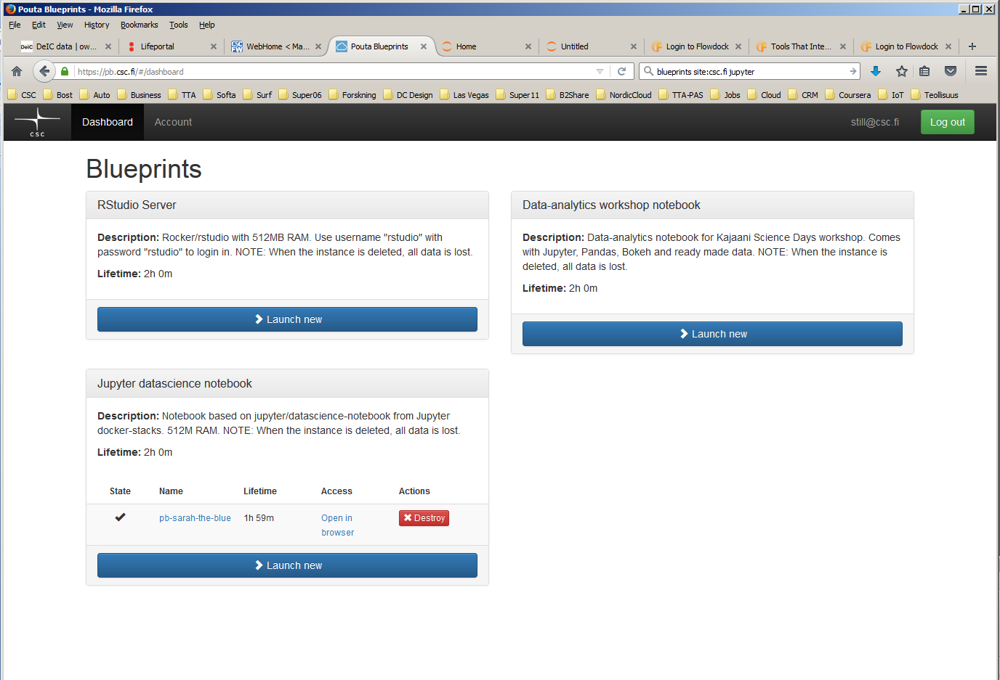 Pouta Blueprints - Mozilla Firefox
File Edit View History Bookmarks Tools Help
DeIC DeIC data | ow... Lifeportal CSC FW WebHome < Ma... Pouta Blueprints Home Untitled Login to Flowdock Tools That Inte... Login to Flowdock
https://pb.csc.fi/#/dashboard blueprints site:csc.fi jupyter
CSC Bost Auto Business TTA Softa Surf Super06 Forskning DC Design Las Vegas Super11 B2Share NordicCloud TTA-PAS Jobs Cloud CRM Coursera IoT Teollisuus
csc Dashboard Account still@csc.fi Log out
Blueprints
RStudio Server
Description: Rocker/rstudio with 512MB RAM. Use username "rstudio" with
password "rstudio" to login in. NOTE: When the instance is deleted, all data is lost.
Lifetime: 2h 0m
Launch new
Data-analytics workshop notebook
Description: Data-analytics notebook for Kajaani Science Days workshop. Comes
with Jupyter, Pandas, Bokeh and ready made data. NOTE: When the instance is
deleted, all data is lost.
Lifetime: 2h 0m
Launch new
Jupyter datascience notebook
Description: Notebook based on jupyter/datascience-notebook from Jupyter
docker-stacks. 512M RAM. NOTE: When the instance is deleted, all data is lost.
Lifetime: 2h 0m
State Name Lifetime Access Actions
pb-sarah-the-blue 1h 59m Open in Destroy
browser
Launch new